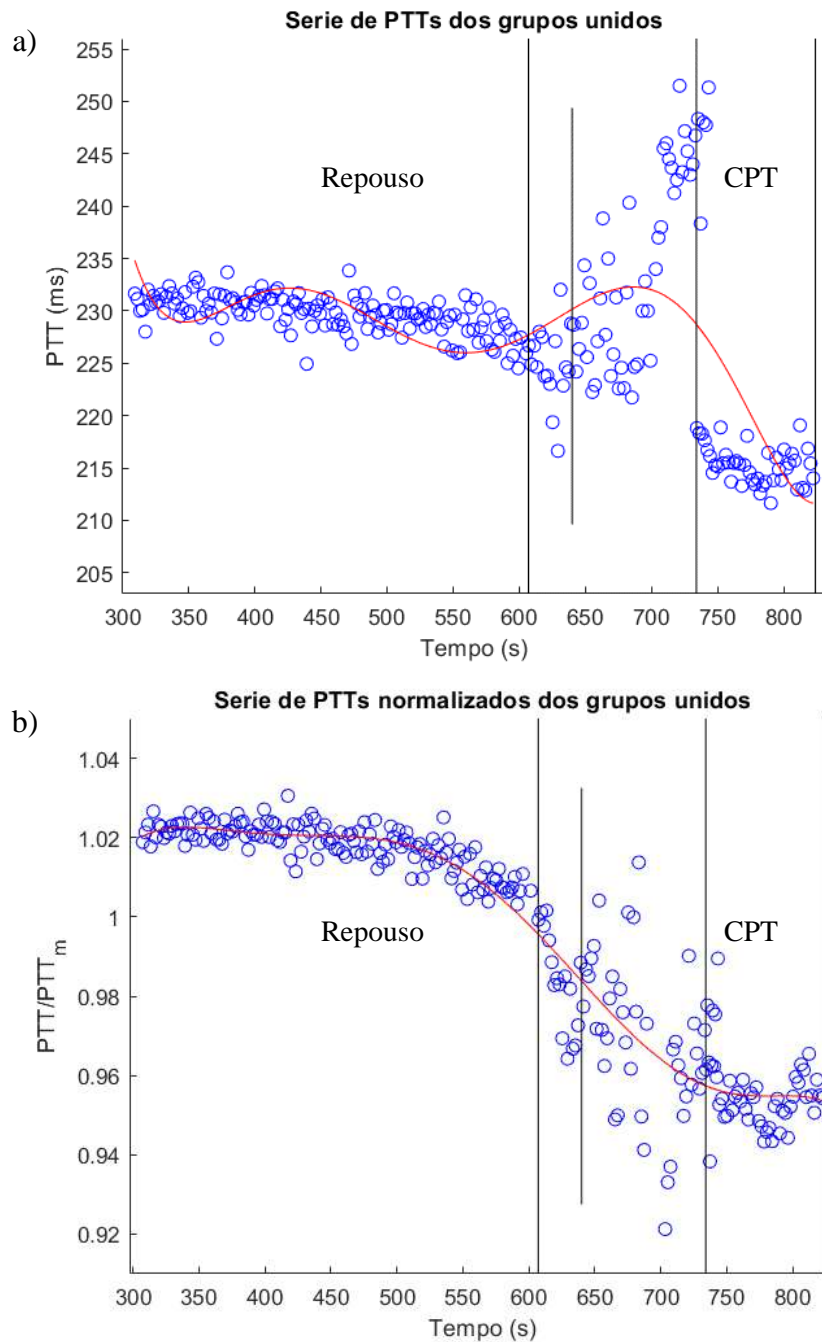 a)
Serie de PTTs dos grupos unidos
255
250
245
240
235
230
225
220
215
210
205
PTT (ms)
Repouso
CPT
300 350 400 450 500 550 600 650 700 750 800
Tempo (s)
b)
Serie de PTTs normalizados dos grupos unidos
1.04
1.02
1
0.98
0.96
0.94
0.92
PTT/PTT_m
Repouso
CPT
300 350 400 450 500 550 600 650 700 750 800
Tempo (s)